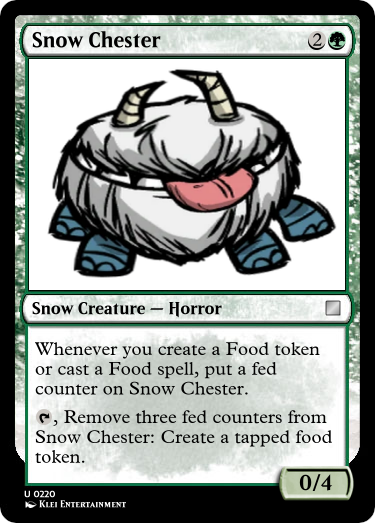 Snow Chester 2
Snow Creature — Horror
Whenever you create a Food token
or cast a Food spell, put a fed
counter on Snow Chester.
, Remove three fed counters from
Snow Chester: Create a tapped food
token.
0/4
U 0220
Klei Entertainment